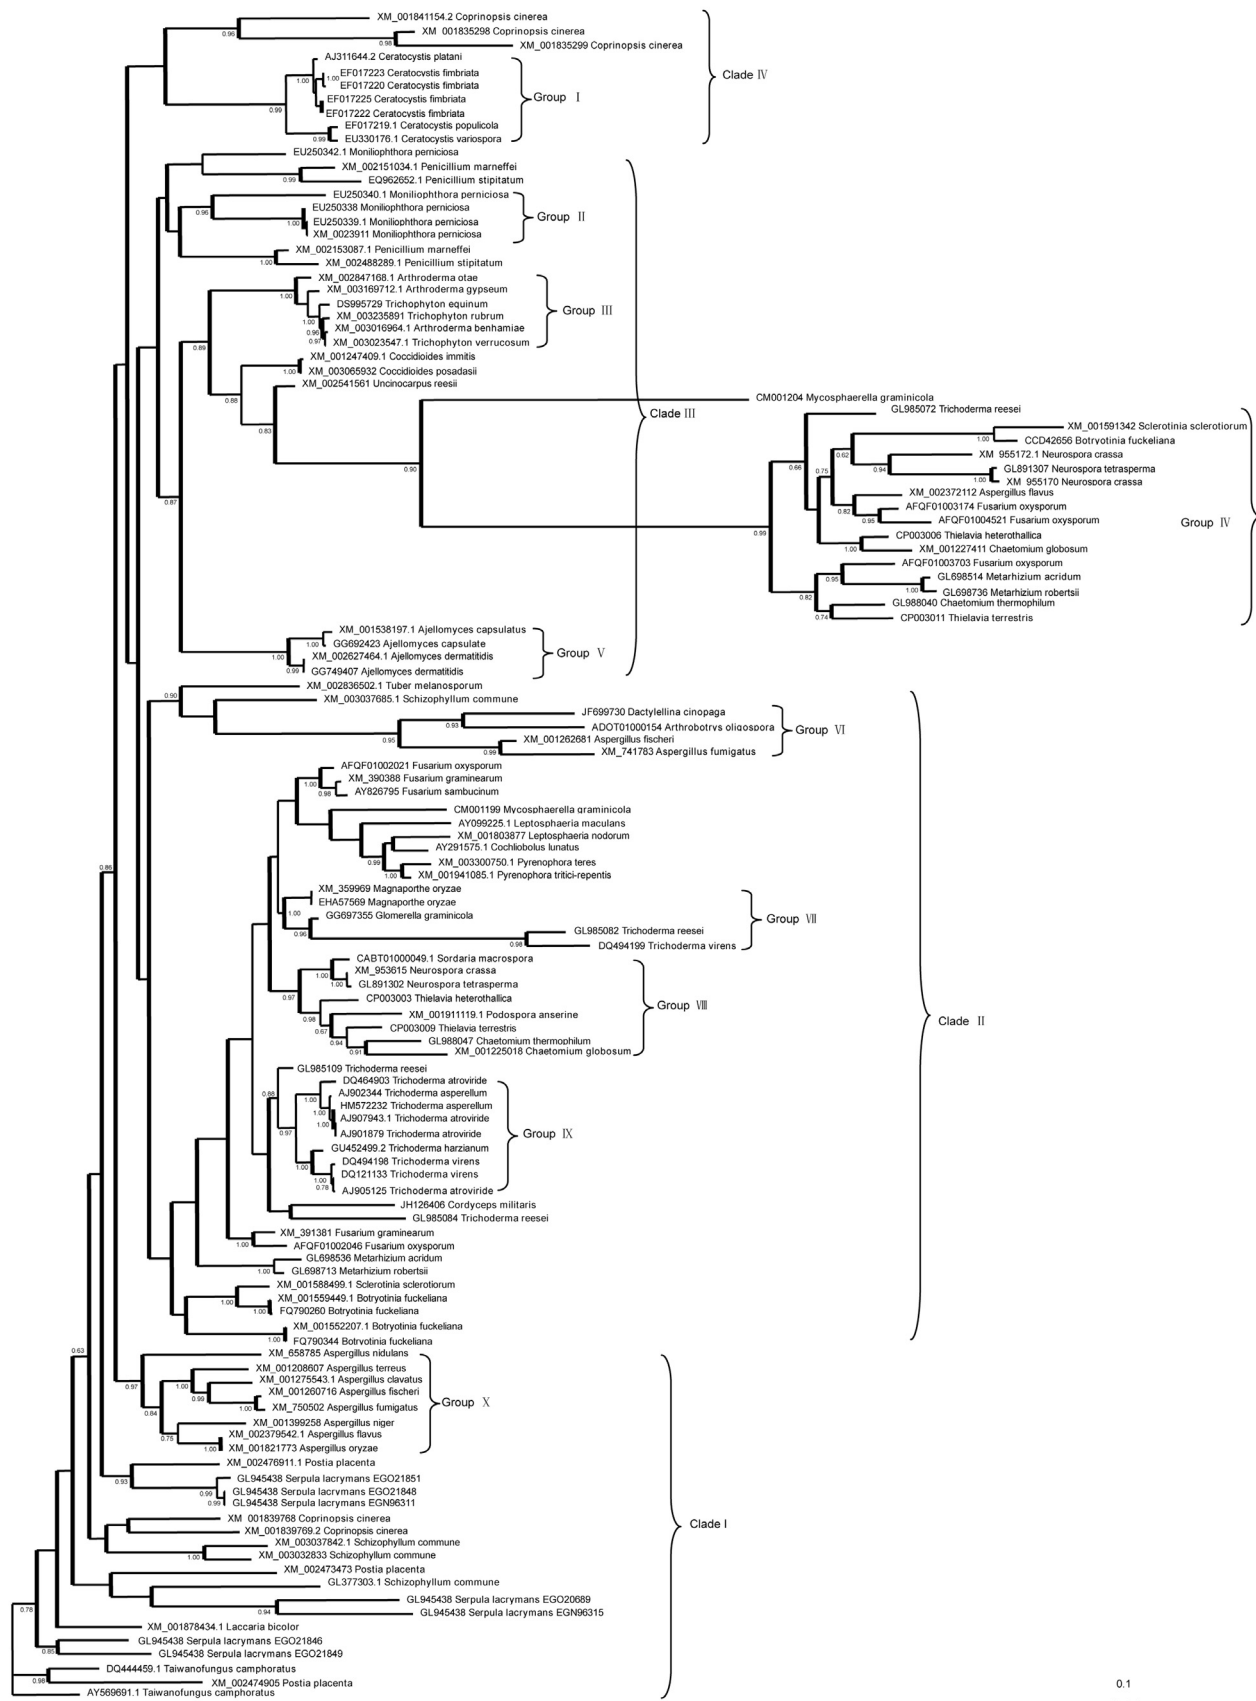 XM_001841154.2 Coprinopsis cinerea
0.96
XM_001835298 Coprinopsis cinerea
0.98
XM_001835299 Coprinopsis cinerea
AJ311644.2 Ceratocystis platani
EF017223 Ceratocystis fimbriata
1.00
1.00
EF017220 Ceratocystis fimbriata
Clade IV
EF017225 Ceratocystis fimbriata
Group I
0.99
EF017222 Ceratocystis fimbriata
EF017219.1 Ceratocystis populicola
0.99
EU330176.1 Ceratocystis variospora
EU250342.1 Moniliophthora perniciosa
XM_002151034.1 Penicillium marneffei
0.99
EQ962652.1 Penicillium stipitatum
EU250340.1 Moniliophthora perniciosa
0.96
EU250338 Moniliophthora perniciosa
Group II
1.00
EU250339.1 Moniliophthora perniciosa
XM_0023911 Moniliophthora perniciosa
XM_002153087.1 Penicillium marneffei
1.00
XM_002488289.1 Penicillium stipitatum
XM_002847168.1 Arthroderma otae
1.00
XM_003169712.1 Arthroderma gypseum
DS995729 Trichophyton equinum
Group III
1.00
XM_003235891 Trichophyton rubrum
0.96
XM_003016964.1 Arthroderma benhamiae
0.97
XM_003023547.1 Trichophyton verrucosum
0.89
XM_001247409.1 Coccidioides immitis
XM_003065932 Coccidioides posadasii
XM_002541561 Uncinocarpus reesii
0.88
CM001204 Mycosphaerella graminicola
GL985072 Trichoderma reesei
Clade III
0.83
XM_001591342 Sclerotinia sclerotiorum
1.00
CCD42656 Botryotinia fuckeliana
0.62
XM_955172.1 Neurospora crassa
0.90
0.66
0.75
0.94
GL891307 Neurospora tetrasperma
1.00
XM_955170 Neurospora crassa
XM_002372112 Aspergillus flavus
0.87
0.82
AFQF01003174 Fusarium oxysporum
0.95
AFQF01004521 Fusarium oxysporum
Group IV
0.99
CP003006 Thielavia heterothallica
1.00
XM_001227411 Chaetomium globosum
AFQF01003703 Fusarium oxysporum
0.95
GL698514 Metarhizium acridum
1.00
GL698736 Metarhizium robertsii
0.82
GL988040 Chaetomium thermophilum
0.74
CP003011 Thielavia terrestris
XM_001538197.1 Ajellomyces capsulatus
1.00
GG692423 Ajellomyces capsulate
1.00
XM_002627464.1 Ajellomyces dermatitidis
Group V
0.99
GG749407 Ajellomyces dermatitidis
XM_002836502.1 Tuber melanosporum
0.90
XM_003037685.1 Schizophyllum commune
JF699730 Dactylellina cinopaga
0.93
ADOT01000154 Arthrobotrys oligospora
Group VI
0.95
XM_001262681 Aspergillus fischeri
0.99
XM_741783 Aspergillus fumigatus
AFQF01002021 Fusarium oxysporum
1.00
XM_390388 Fusarium graminearum
0.98
AY826795 Fusarium sambucinum
CM001199 Mycosphaerella graminicola
AY099225.1 Leptosphaeria maculans
XM_001803877 Leptosphaeria nodorum
AY291575.1 Cochliobolus lunatus
0.99
XM_003300750.1 Pyrenophora teres
0.86
1.00
XM_001941085.1 Pyrenophora tritici-repentis
XM_359969 Magnaporthe oryzae
EHA57569 Magnaporthe oryzae
1.00
GG697355 Glomerella graminicola
Group VII
0.96
GL985082 Trichoderma reesei
0.98
DQ494199 Trichoderma virens
CABT01000049.1 Sordaria macrospora
1.00
XM_953615 Neurospora crassa
1.00
GL891302 Neurospora tetrasperma
0.97
CP003003 Thielavia heterothallica
Group VIII
0.98
XM_001911119.1 Podospora anserine
Clade II
0.67
CP003009 Thielavia terrestris
0.94
GL988047 Chaetomium thermophilum
0.91
XM_001225018 Chaetomium globosum
GL985109 Trichoderma reesei
DQ464903 Trichoderma atroviride
0.88
1.00
AJ902344 Trichoderma asperellum
HM572232 Trichoderma asperellum
1.00
AJ907943.1 Trichoderma atroviride
0.97
AJ901879 Trichoderma atroviride
Group IX
GU452499.2 Trichoderma harzianum
1.00
DQ494198 Trichoderma virens
1.00
DQ121133 Trichoderma virens
0.78
AJ905125 Trichoderma atroviride
JH126406 Cordyceps militaris
GL985084 Trichoderma reesei
XM_391381 Fusarium graminearum
1.00
AFQF01002046 Fusarium oxysporum
GL698536 Metarhizium acridum
1.00
GL698713 Metarhizium robertsii
XM_001588499.1 Sclerotinia sclerotiorum
1.00
XM_001559449.1 Botryotinia fuckeliana
1.00
FQ790260 Botryotinia fuckeliana
XM_001552207.1 Botryotinia fuckeliana
1.00
FQ790344 Botryotinia fuckeliana
0.63
XM_658785 Aspergillus nidulans
XM_001208607 Aspergillus terreus
0.97
1.00
XM_001275543.1 Aspergillus clavatus
0.99
XM_001260716 Aspergillus fischeri
Group X
1.00
XM_750502 Aspergillus fumigatus
0.84
XM_001399258 Aspergillus niger
0.75
XM_002379542.1 Aspergillus flavus
1.00
XM_001821773 Aspergillus oryzae
XM_002476911.1 Postia placenta
0.93
GL945438 Serpula lacrymans EGO21851
0.99
GL945438 Serpula lacrymans EGO21848
0.99
GL945438 Serpula lacrymans EGN96311
XM_001839768 Coprinopsis cinerea
Clade I
XM_001839769.2 Coprinopsis cinerea
XM_003037842.1 Schizophyllum commune
1.00
XM_003032833 Schizophyllum commune
XM_002473473 Postia placenta
GL377303.1 Schizophyllum commune
GL945438 Serpula lacrymans EGO20689
0.78
0.94
GL945438 Serpula lacrymans EGN96315
XM_001878434.1 Laccaria bicolor
GL945438 Serpula lacrymans EGO21846
0.85
GL945438 Serpula lacrymans EGO21849
DQ444459.1 Taiwanofungus camphoratus
0.98
XM_002474905 Postia placenta
0.1
AY569691.1 Taiwanofungus camphoratus